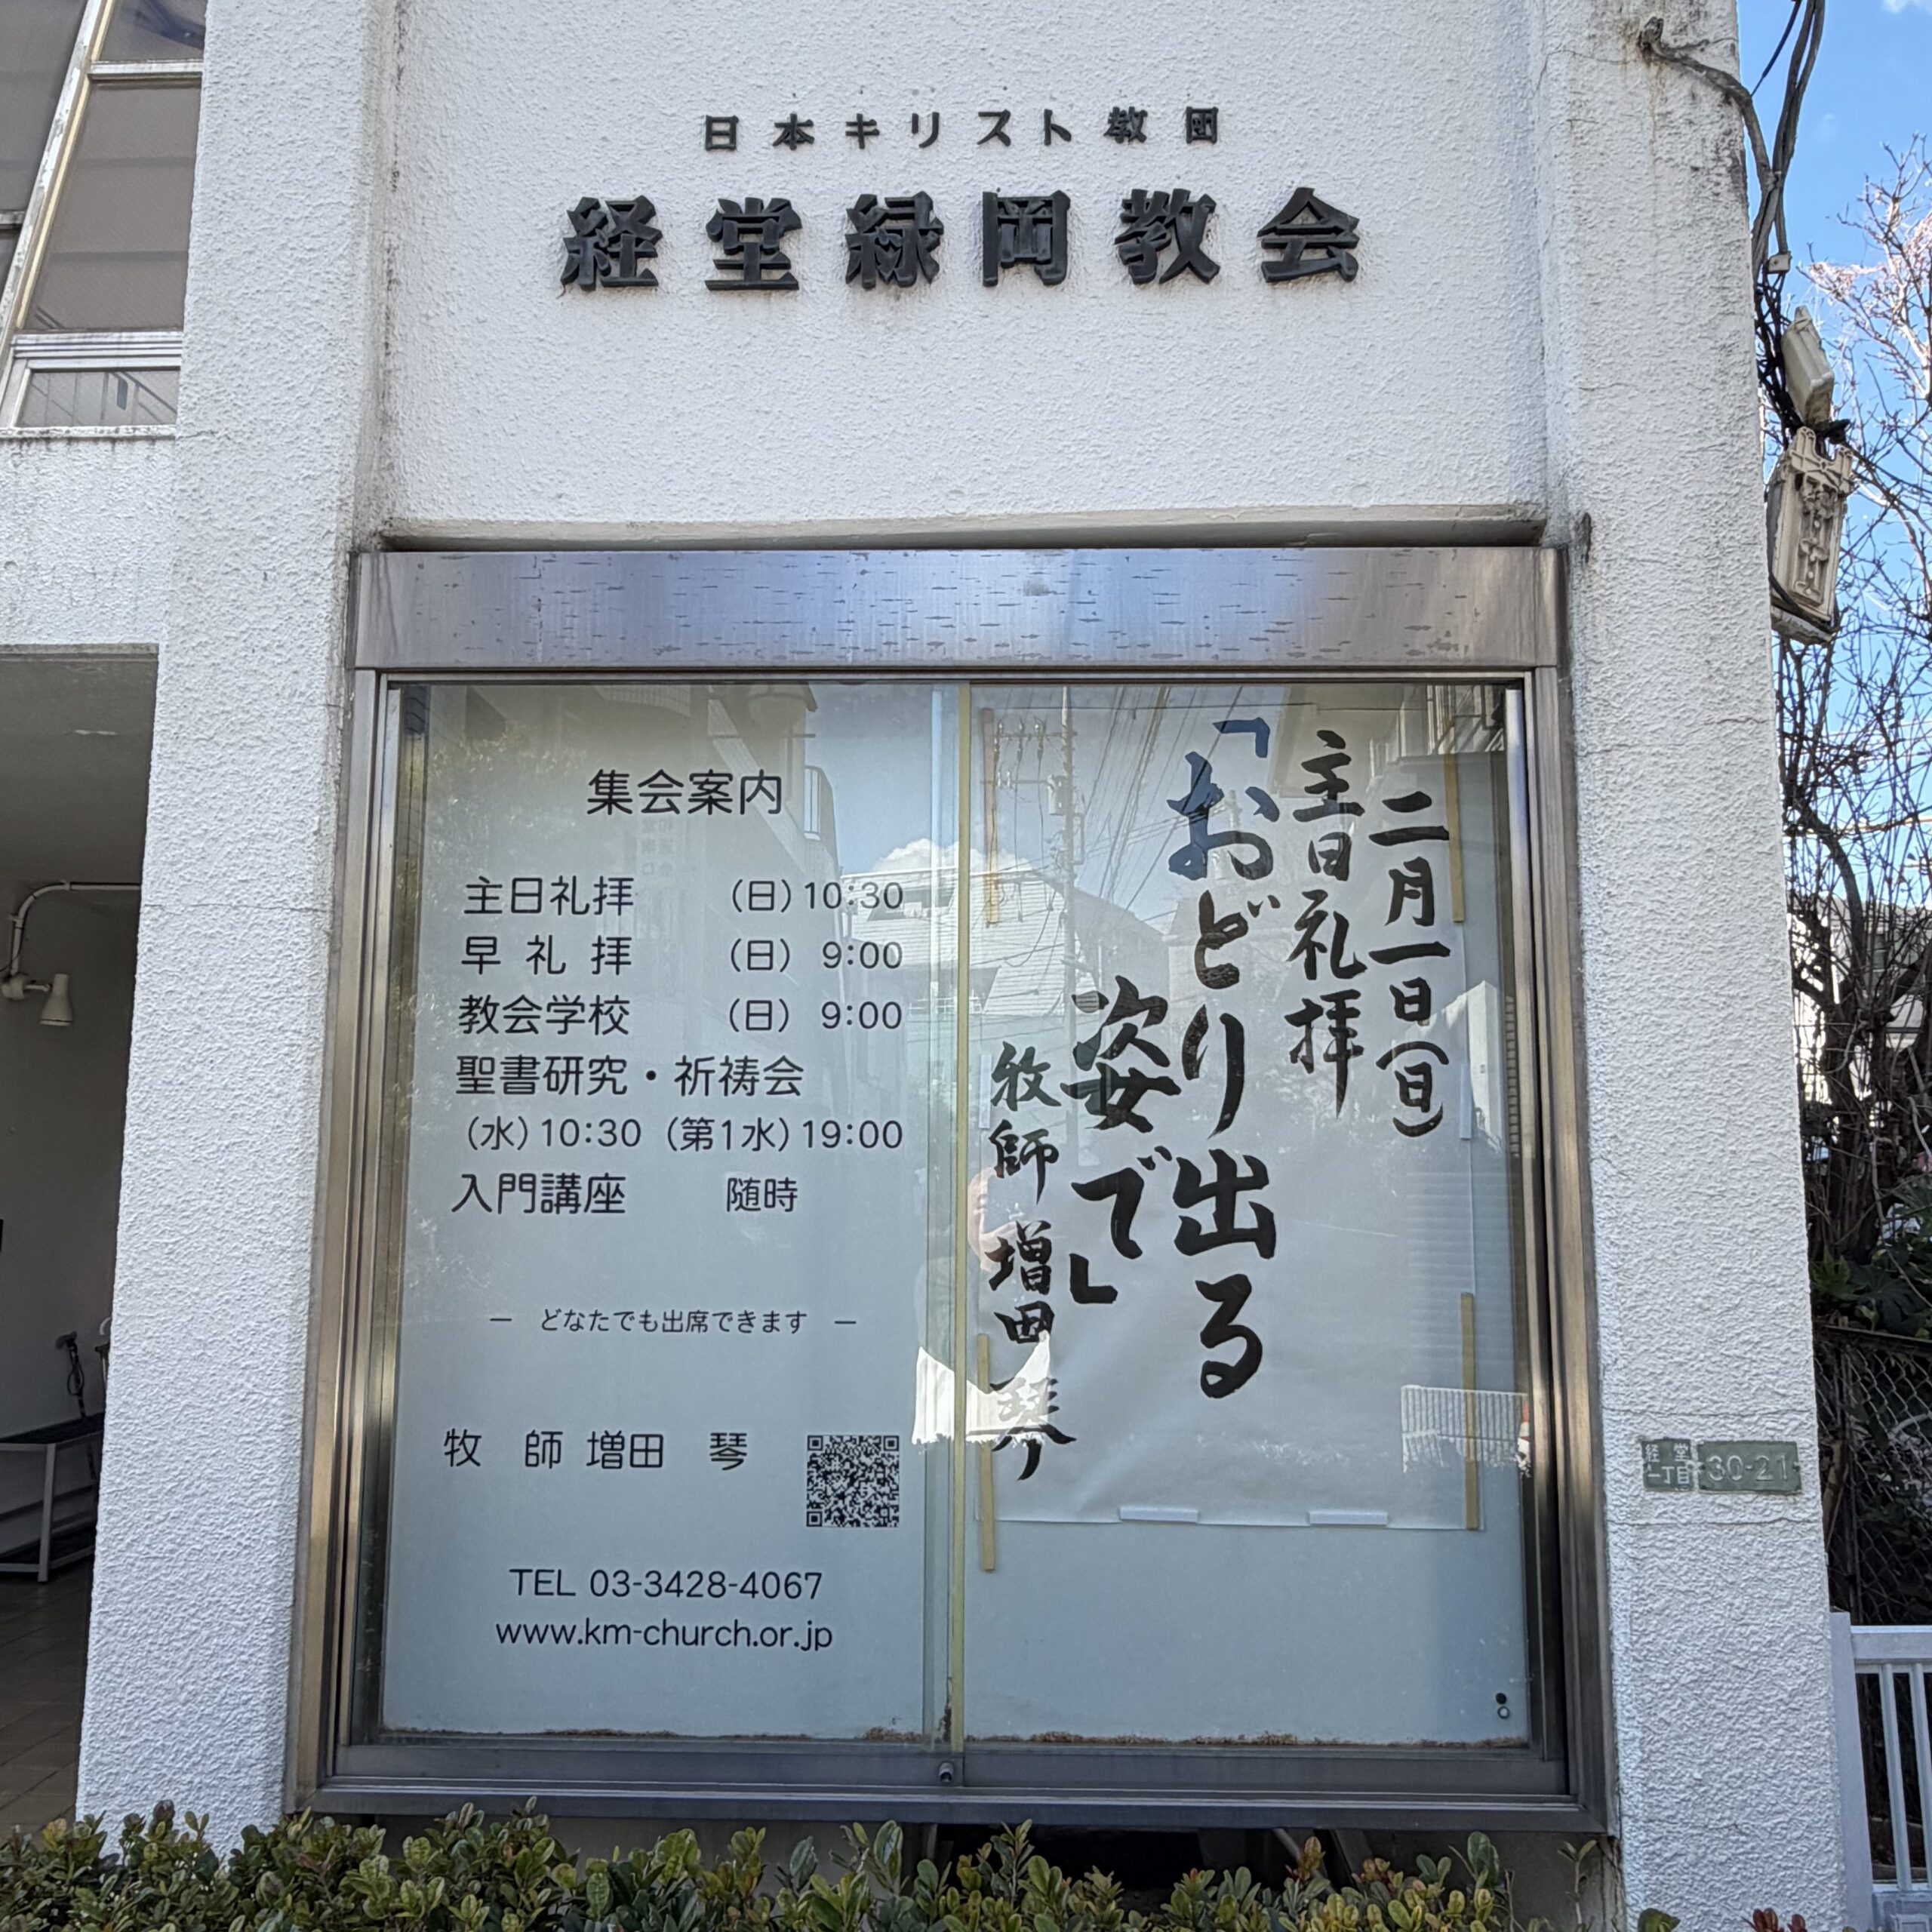 日本キリスト教団
経堂緑岡教会
集会案内
主日礼拝 （日）10:30
早礼拝 （日） 9:00
教会学校 （日） 9:00
聖書研究・祈祷会
（水）10:30（第1水）19:00
入門講座 随時
― どなたでも出席できます ―
牧師 増田 琴
TEL 03-3428-4067
www.km-church.or.jp
二月一日（日）
主日礼拝
「おどり出る
姿で」
牧師 増田 琴
経堂
一丁目
30-21